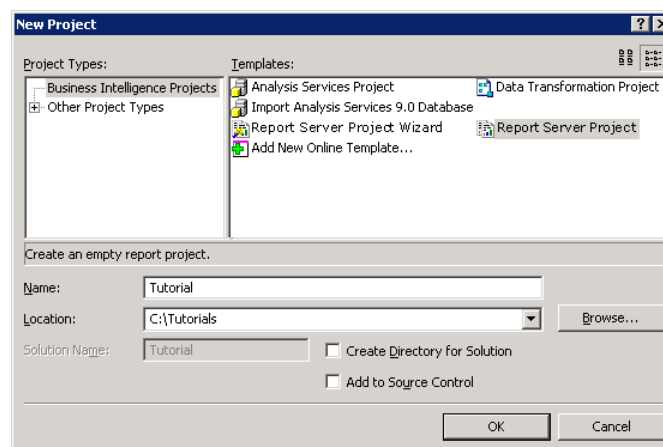 New Project
Project Types:
Templates:
Business Intelligence Projects
Other Project Types
Analysis Services Project
Data Transformation Project
Import Analysis Services 9.0 Database
Report Server Project Wizard
Report Server Project
Add New Online Template...
Create an empty report project.
Name:
Tutorial
Location:
C:\Tutorials
Browse...
Solution Name:
Tutorial
Create Directory for Solution
Add to Source Control
OK
Cancel